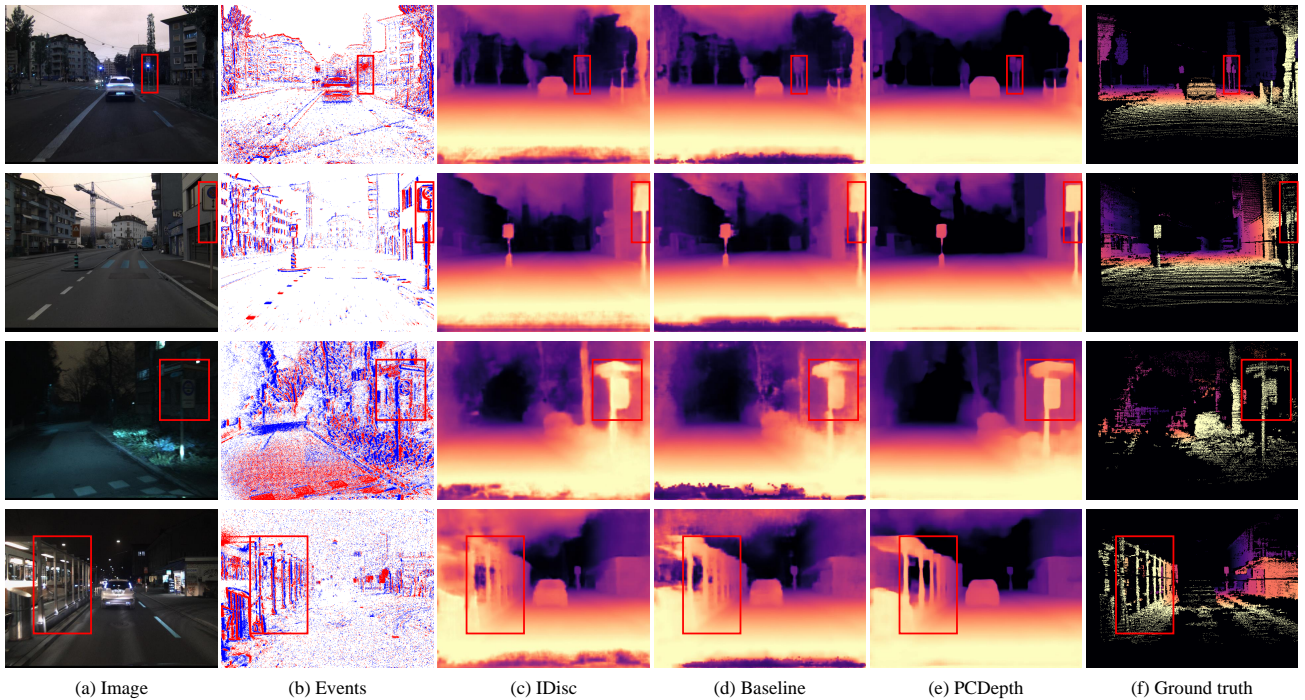 (a) Image
(b) Events
(c) IDisc
(d) Baseline
(e) PCDepth
(f) Ground truth